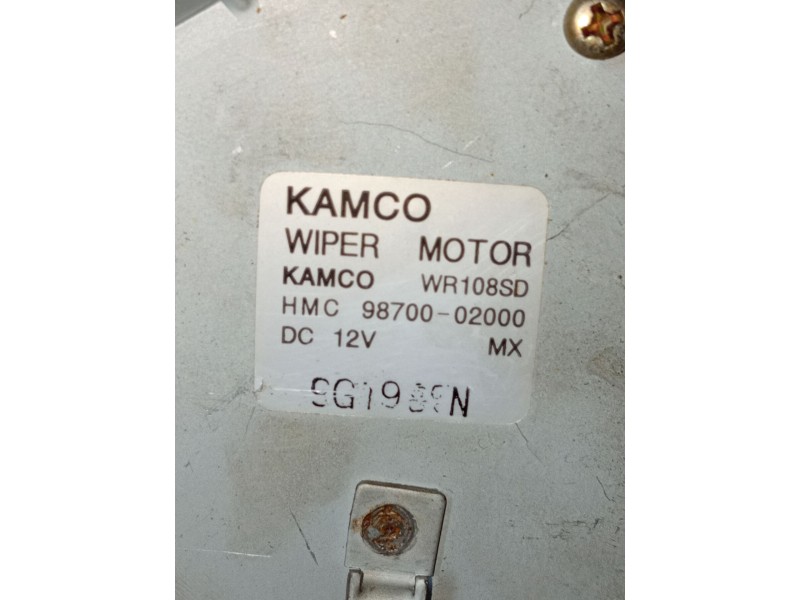 KAMCO
WIPER MOTOR
KAMCO WR108SD
HMC 98700-02000
DC 12V MX